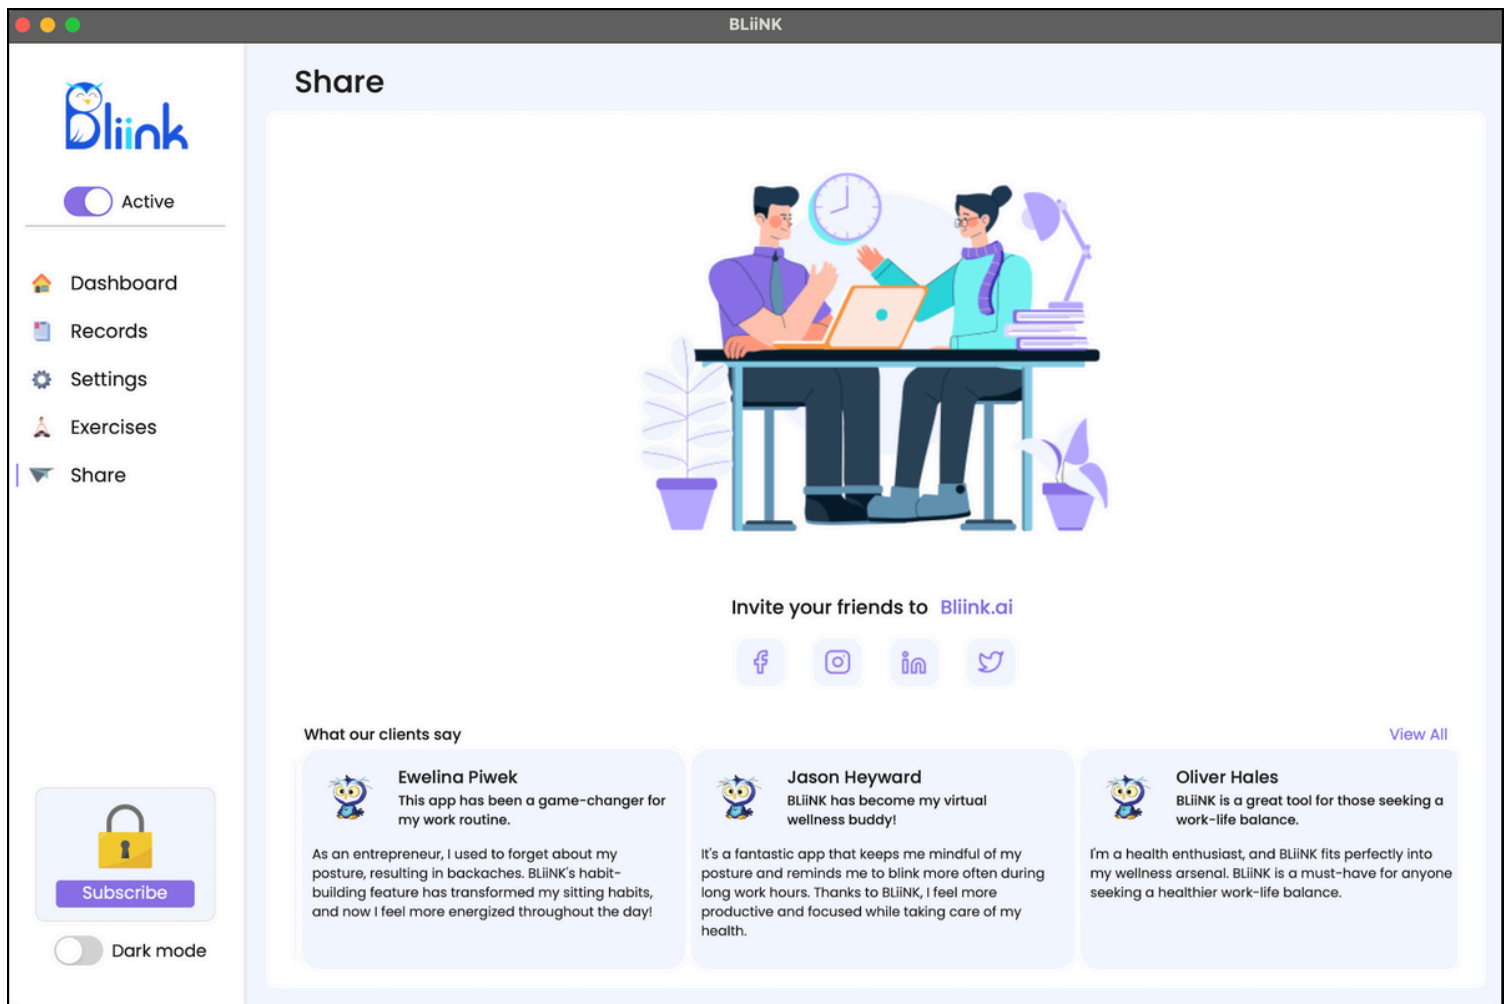 BLiiNK
Bliink
Active
Dashboard
Records
Settings
Exercises
Share
Subscribe
Dark mode
Share
Invite your friends to Bliink.ai
What our clients say
View All
Ewelina Piwek
This app has been a game-changer for
my work routine.
As an entrepreneur, I used to forget about my
posture, resulting in backaches. BLiiNK's habit-
building feature has transformed my sitting habits,
and now I feel more energized throughout the day!
Jason Heyward
BLiiNK has become my virtual
wellness buddy!
It's a fantastic app that keeps me mindful of my
posture and reminds me to blink more often during
long work hours. Thanks to BLiiNK, I feel more
productive and focused while taking care of my
health.
Oliver Hales
BLiiNK is a great tool for those seeking a
work-life balance.
I'm a health enthusiast, and BLiiNK fits perfectly into
my wellness arsenal. BLiiNK is a must-have for anyone
seeking a healthier work-life balance.